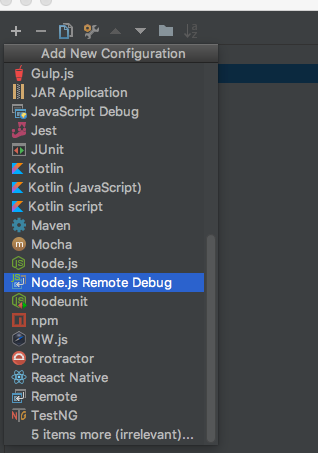 Add New Configuration
Gulp.js
JAR Application
JavaScript Debug
Jest
JUnit
Kotlin
Kotlin (JavaScript)
Kotlin script
Maven
Mocha
Node.js
Node.js Remote Debug
Nodeunit
npm
NW.js
Protractor
React Native
Remote
TestNG
5 items more (irrelevant)...